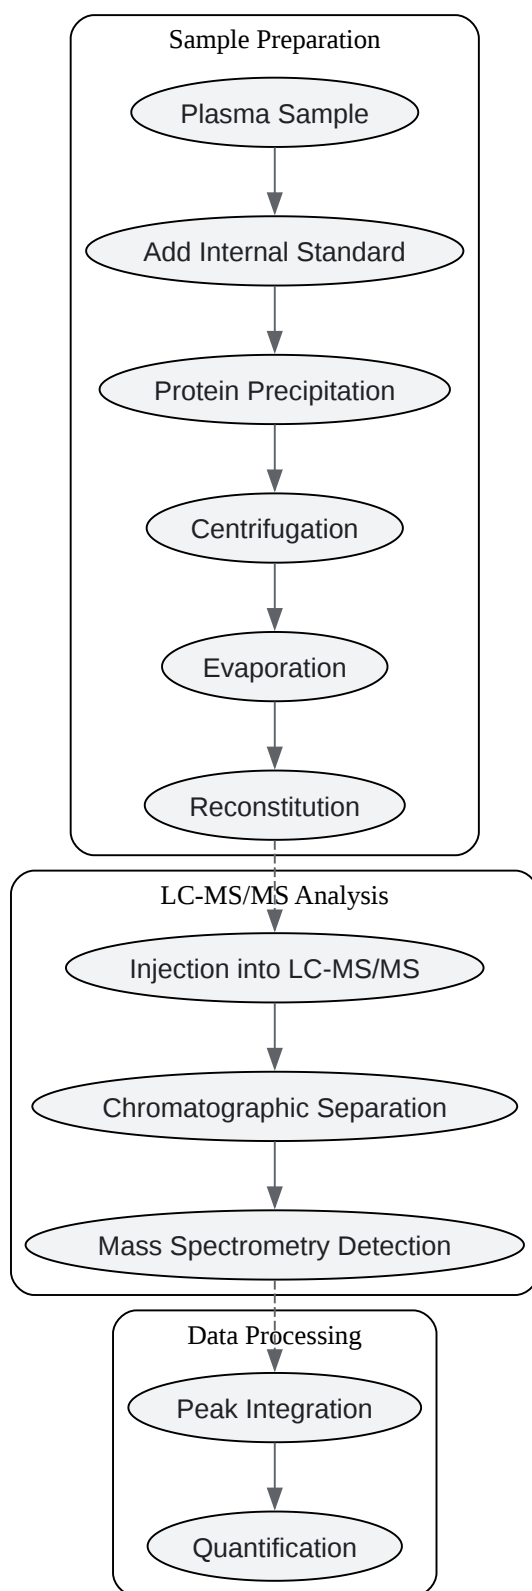 Sample Preparation
Plasma Sample
Add Internal Standard
Protein Precipitation
Centrifugation
Evaporation
Reconstitution
LC-MS/MS Analysis
Injection into LC-MS/MS
Chromatographic Separation
Mass Spectrometry Detection
Data Processing
Peak Integration
Quantification